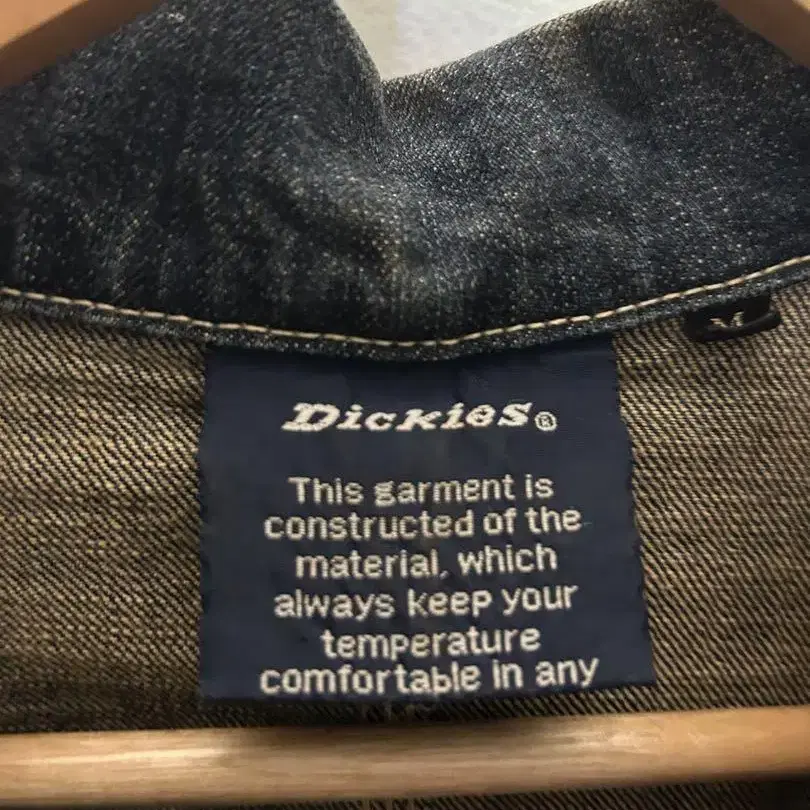 M
Dickies®
This garment is
constructed of the
material, which
always keep your
temperature
comfortable in any